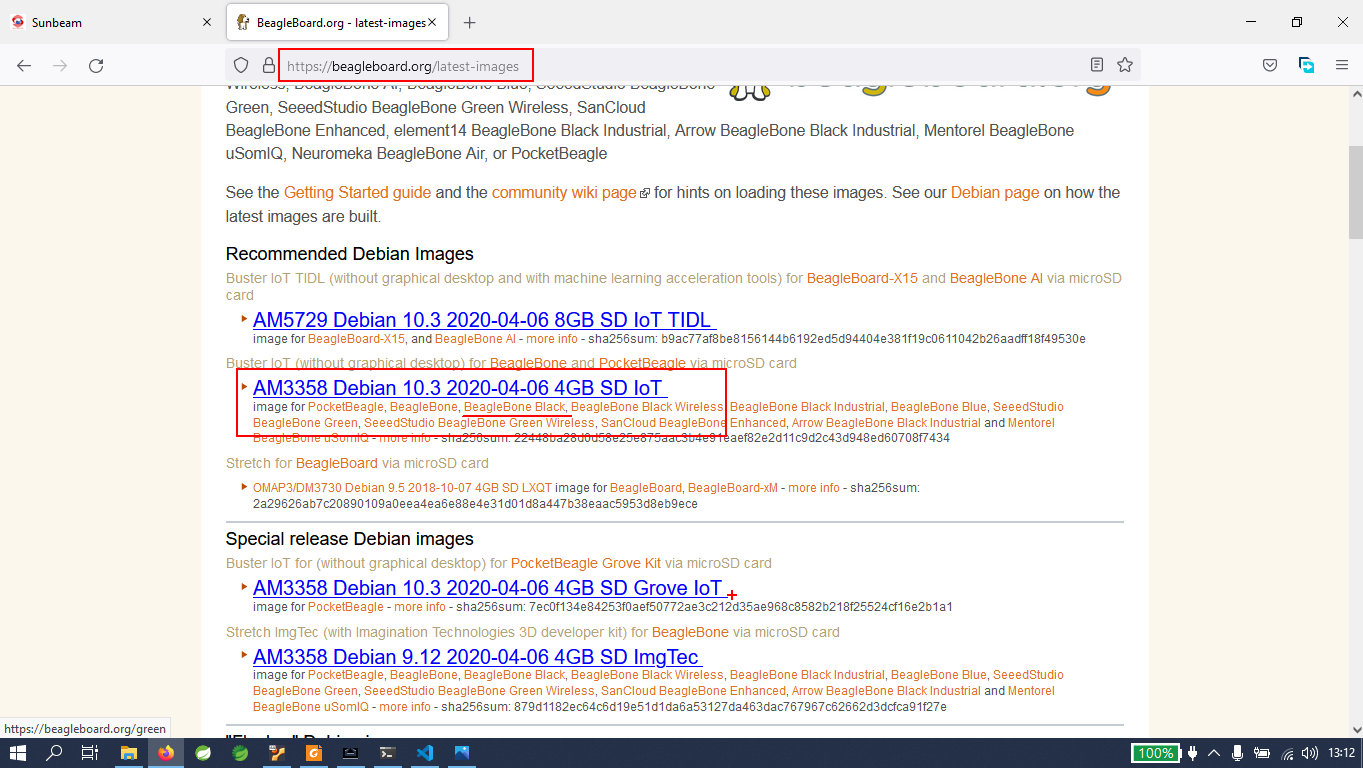 Sunbeam
BeagleBoard.org - latest-images
https://beagleboard.org/latest-images
Green, SeeedStudio BeagleBone Green Wireless, SanCloud
BeagleBone Enhanced, element14 BeagleBone Black Industrial, Arrow BeagleBone Black Industrial, Mentorel BeagleBone
uSomIQ, Neuromeka BeagleBone Air, or PocketBeagle
See the Getting Started guide and the community wiki page for hints on loading these images. See our Debian page on how the
latest images are built.
Recommended Debian Images
Buster IoT TIDL (without graphical desktop and with machine learning acceleration tools) for BeagleBoard-X15 and BeagleBone AI via microSD
card
AM5729 Debian 10.3 2020-04-06 8GB SD IoT TIDL
image for BeagleBoard-X15, and BeagleBone AI - more info - sha256sum: b9ac77af8be8156144b6192ed5d94404e381f19c0611042b26aadff18f49530e
Buster IoT (without graphical desktop) for BeagleBone and PocketBeagle via microSD card
AM3358 Debian 10.3 2020-04-06 4GB SD IoT
image for PocketBeagle, BeagleBone, BeagleBone Black, BeagleBone Black Wireless, BeagleBone Black Industrial, BeagleBone Blue, SeeedStudio
BeagleBone Green, SeeedStudio BeagleBone Green Wireless, SanCloud BeagleBone Enhanced, Arrow BeagleBone Black Industrial and Mentorel
BeagleBone uSomIQ - more info - sha256sum: 22448ba28d0d58e25e875aac3b4e91eaef82e2d11c9d2c43d948ed60708f7434
Stretch for BeagleBoard via microSD card
OMAP3/DM3730 Debian 9.5 2018-10-07 4GB SD LXQT image for BeagleBoard, BeagleBoard-xM - more info - sha256sum:
2a29626ab7c20890109a0eea4ea6e88e4e31d01d8a447b38eaac5953d8eb9ece
Special release Debian images
Buster IoT for (without graphical desktop) for PocketBeagle Grove Kit via microSD card
AM3358 Debian 10.3 2020-04-06 4GB SD Grove IoT
image for PocketBeagle - more info - sha256sum: 7ec0f134e84253f0aef50772ae3c212d35ae968c8582b218f25524cf16e2b1a1
Stretch ImgTec (with Imagination Technologies 3D developer kit) for BeagleBone via microSD card
AM3358 Debian 9.12 2020-04-06 4GB SD ImgTec
image for PocketBeagle, BeagleBone, BeagleBone Black, BeagleBone Black Wireless, BeagleBone Black Industrial, BeagleBone Blue, SeeedStudio
BeagleBone Green, SeeedStudio BeagleBone Green Wireless, SanCloud BeagleBone Enhanced, Arrow BeagleBone Black Industrial and Mentorel
BeagleBone uSomIQ - more info - sha256sum: 879d1182ec64c6d19e51d1da6a53127da463dac767967c62662d3dcfca91f27e
https://beagleboard.org/green
100%
13:12